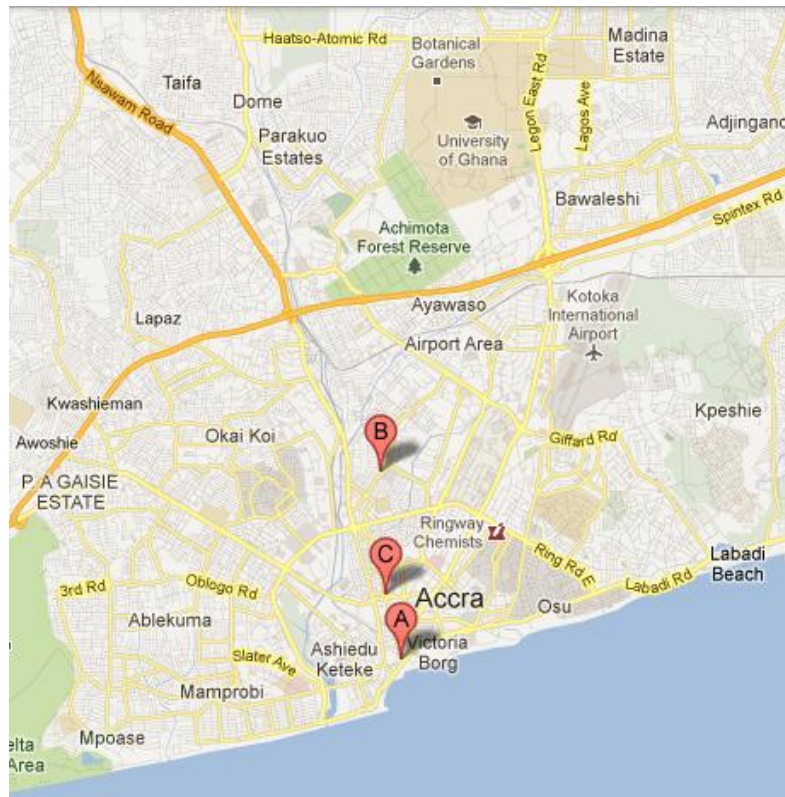 Haatso-Atomic Rd
Botanical
Gardens
Madina
Estate
Nsawam Road
Taifa
Dome
Legon East Rd
Lagos Ave
Parakuo
Estates
University
of Ghana
Adjingano
Bawaleshi
Spintex Rd
Achimota
Forest Reserve
Ayawaso
Kotoka
International
Airport
Lapaz
Airport Area
Kwashieman
Kpeshie
Awoshie
Okai Koi
B
Giffard Rd
P A GAISIE
ESTATE
Ringway
Chemists
Ring Rd E
C
3rd Rd
Oblogo Rd
Labadi Rd
Labadi
Beach
Accra
Osu
Ablekuma
A
Ashiedu
Keteke
Victoria
Borg
Slater Ave
Mamprobi
Mpoase
elta
Area